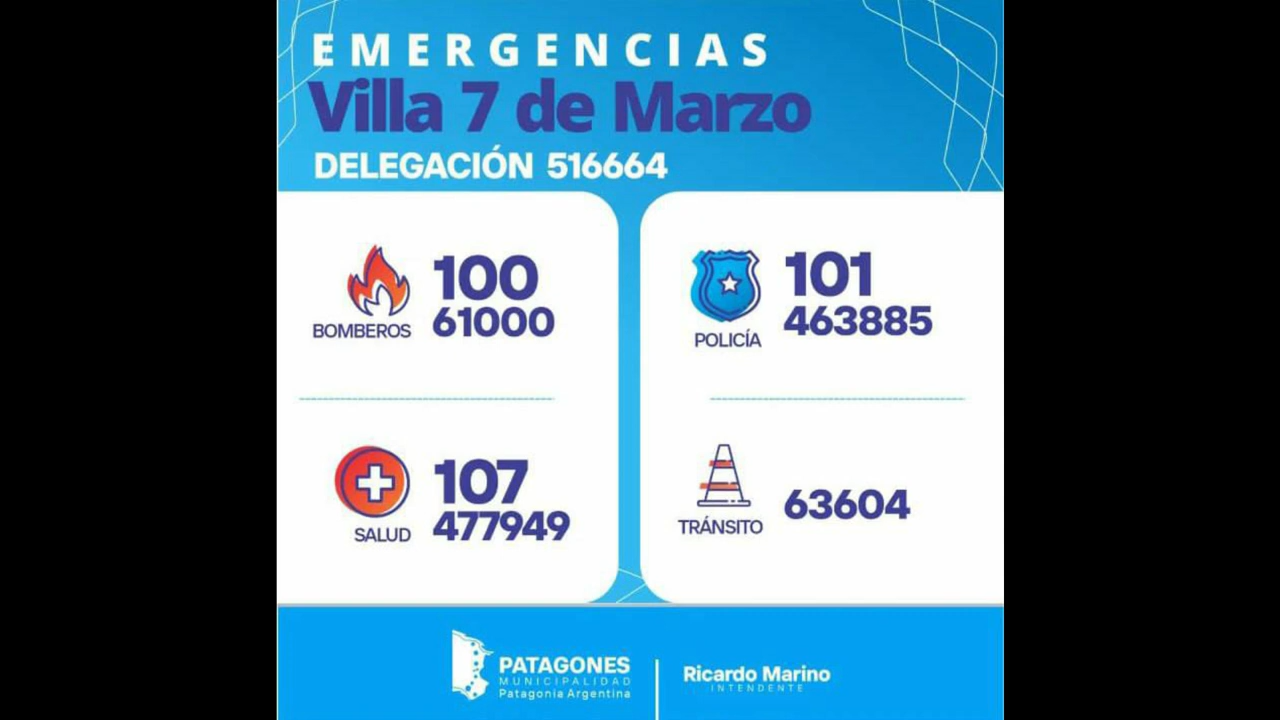 EMERGENCIAS
Villa 7 de Marzo
DELEGACIÓN 516664
100
61000
BOMBEROS
101
463885
POLICÍA
107
477949
SALUD
63604
TRÁNSITO
PATAGONES
MUNICIPALIDAD
Patagonia Argentina
Ricardo Marino
INTENDENTE